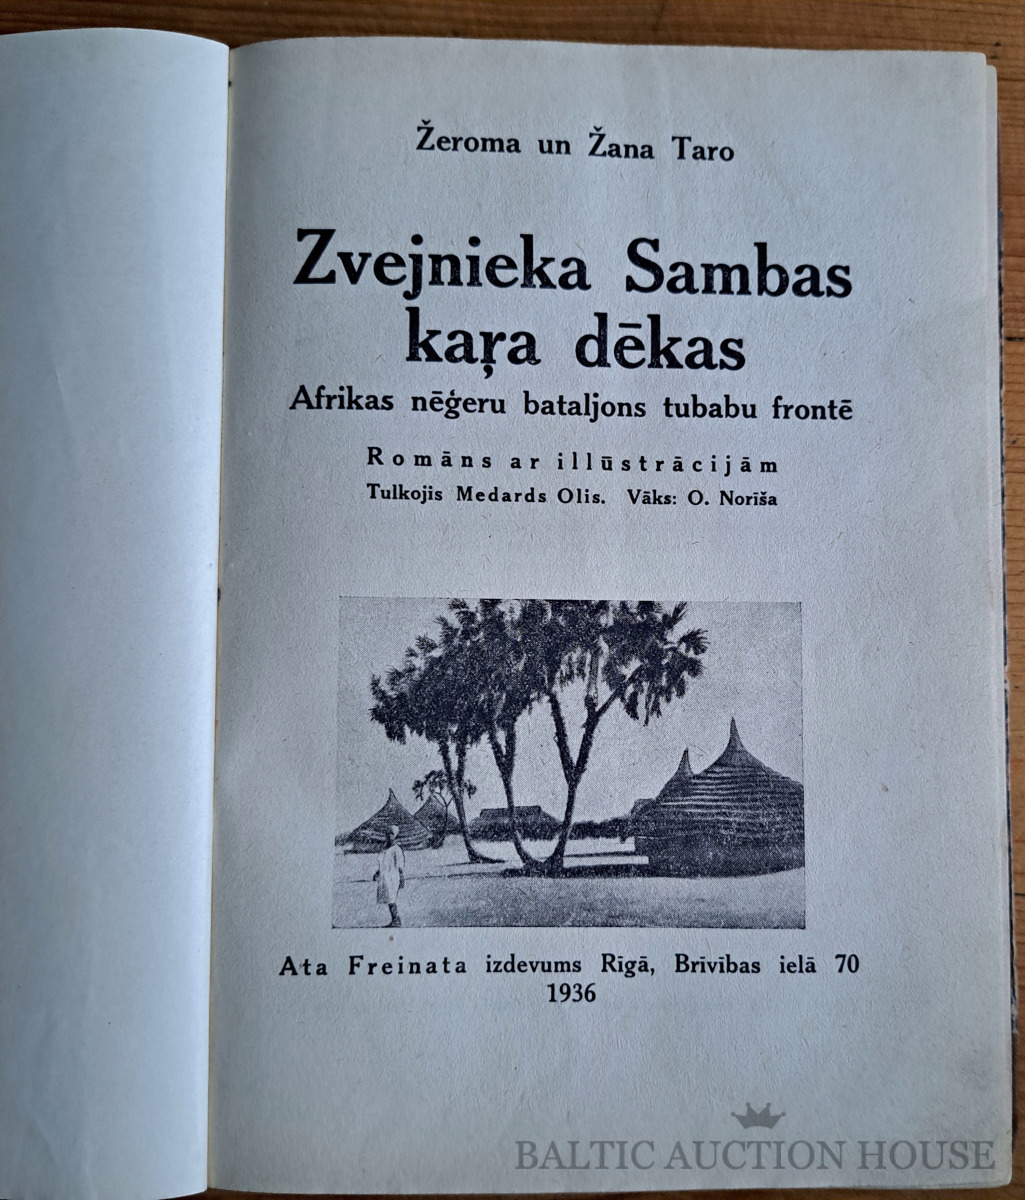 Žeroma un Žana Taro
Zvejnieka Sambas
kaŗa dēkas
Afrikas nēģeru bataljons tubabu frontē
Romāns ar illūstrācijām
Tulkojis Medards Olis. Vāks: O. Norīša
Ata Freinata izdevums Rīgā, Brīvības ielā 70
1936
BALTIC AUCTION HOUSE